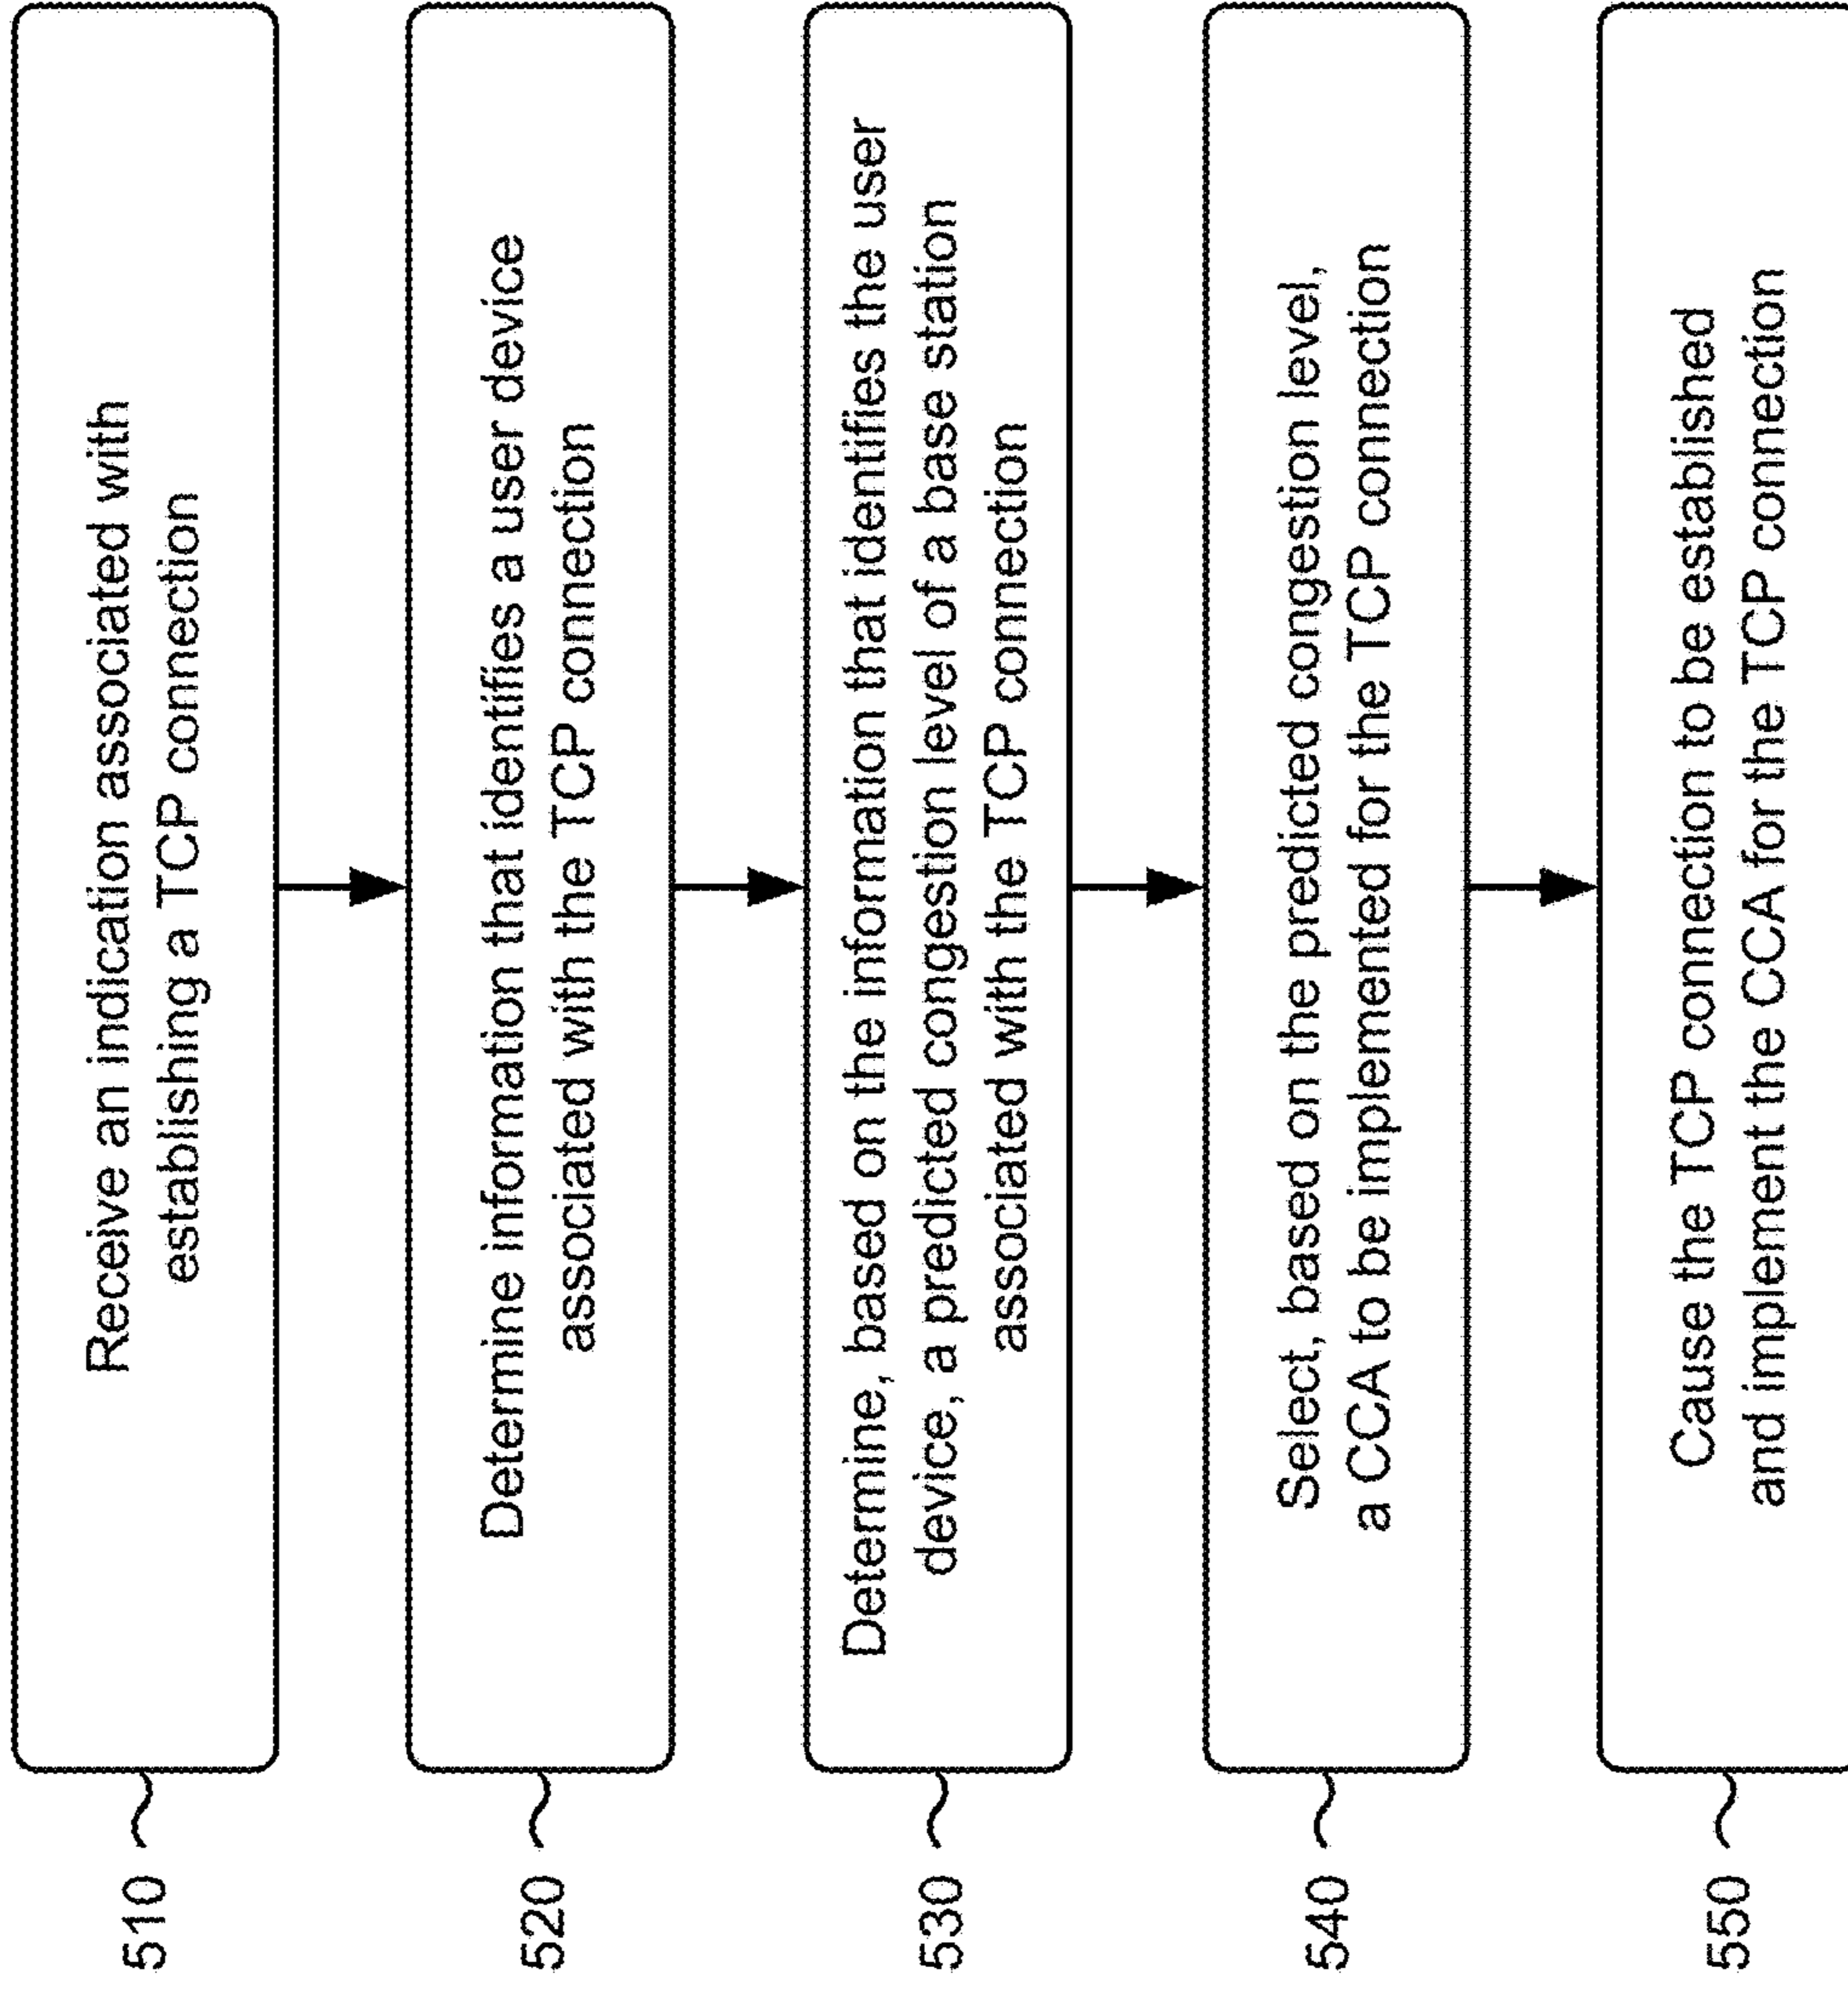 510
Receive an indication associated with
establishing a TCP connection
520
Determine information that identifies a user device
associated with the TCP connection
530
Determine, based on the information that identifies the user
device, a predicted congestion level of a base station
associated with the TCP connection
540
Select, based on the predicted congestion level,
a CCA to be implemented for the TCP connection
550
Cause the TCP connection to be established
and implement the CCA for the TCP connection